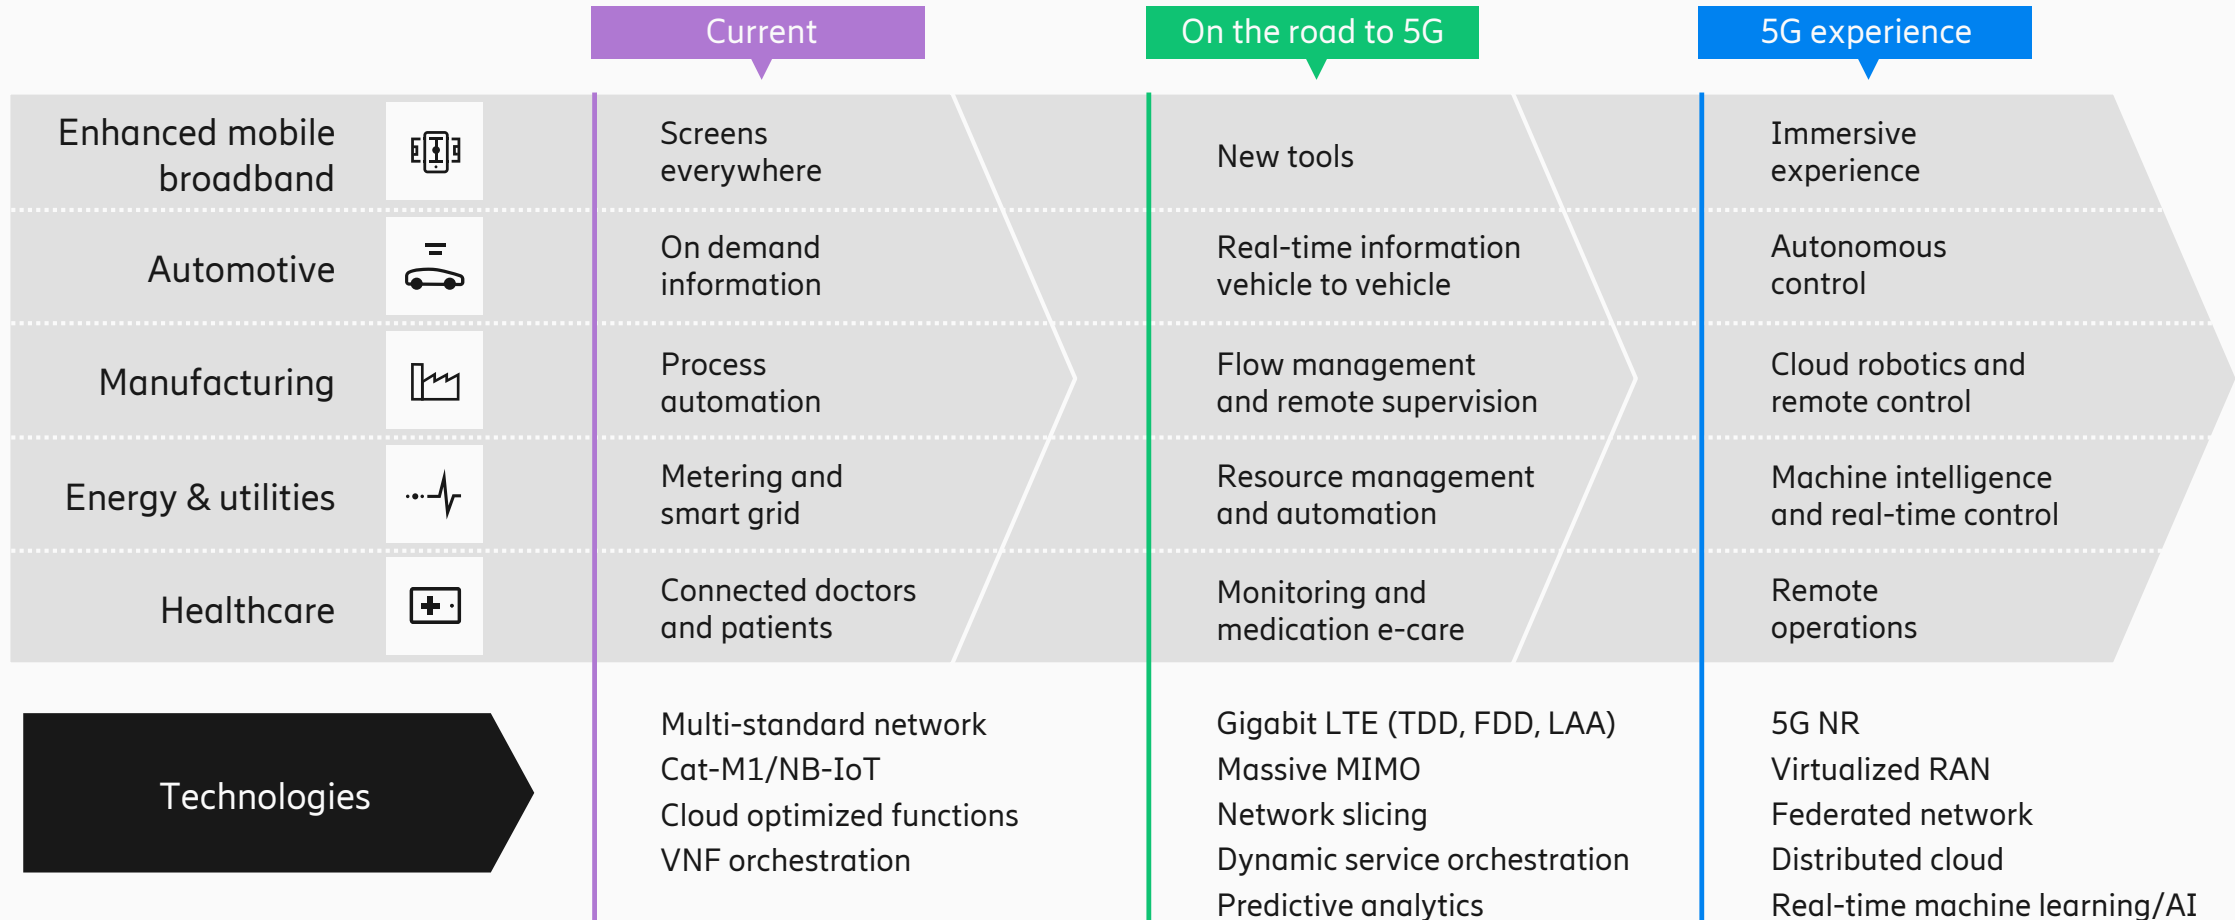 Current
On the road to 5G
5G experience
Enhanced mobile
broadband
Screens
everywhere
New tools
Immersive
experience
Automotive
On demand
information
Real-time information
vehicle to vehicle
Autonomous
control
Manufacturing
Process
automation
Flow management
and remote supervision
Cloud robotics and
remote control
Energy & utilities
Metering and
smart grid
Resource management
and automation
Machine intelligence
and real-time control
Healthcare
Connected doctors
and patients
Monitoring and
medication e-care
Remote
operations
Technologies
Multi-standard network
Cat-M1/NB-IoT
Cloud optimized functions
VNF orchestration
Gigabit LTE (TDD, FDD, LAA)
Massive MIMO
Network slicing
Dynamic service orchestration
Predictive analytics
5G NR
Virtualized RAN
Federated network
Distributed cloud
Real-time machine learning/AI